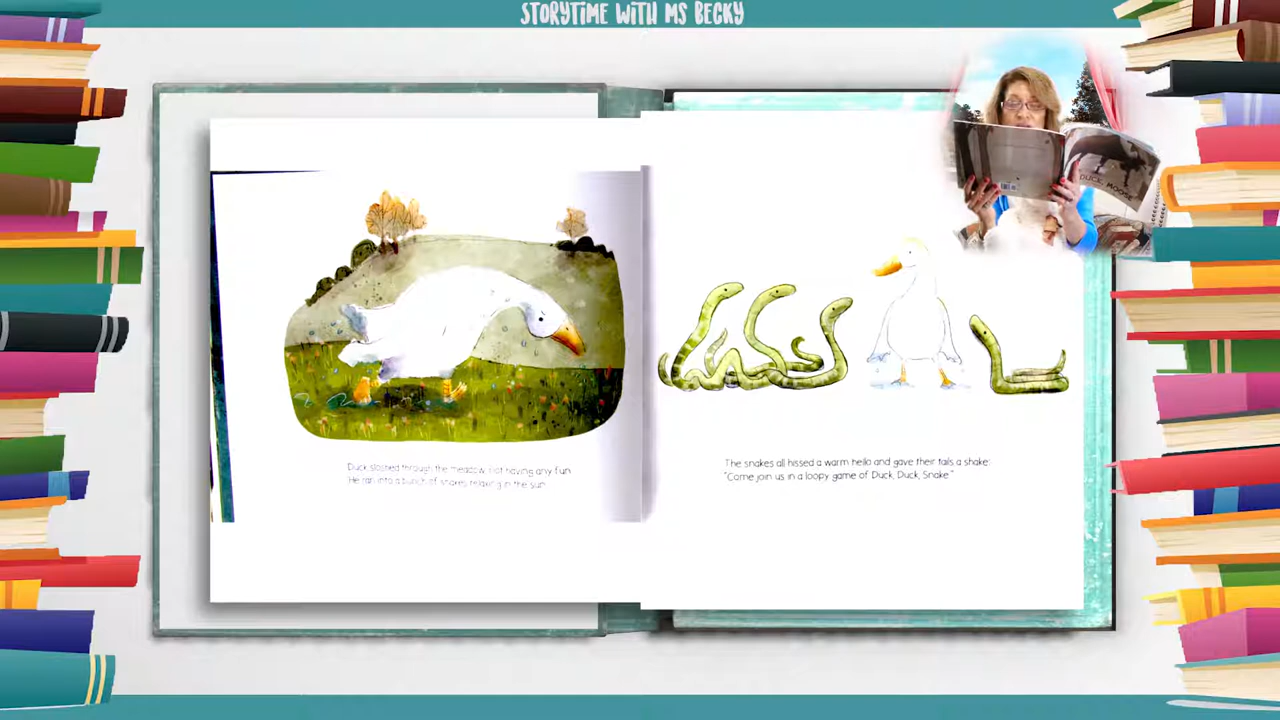 STORYTIME WITH MS BECKY
DUCK, MOOSE
Duck sloshed through the meadow, not having any fun.
He ran into a bunch of snakes relaxing in the sun.
The snakes all hissed a warm hello and gave their tails a shake:
"Come join us in a loopy game of Duck, Duck, Snake."